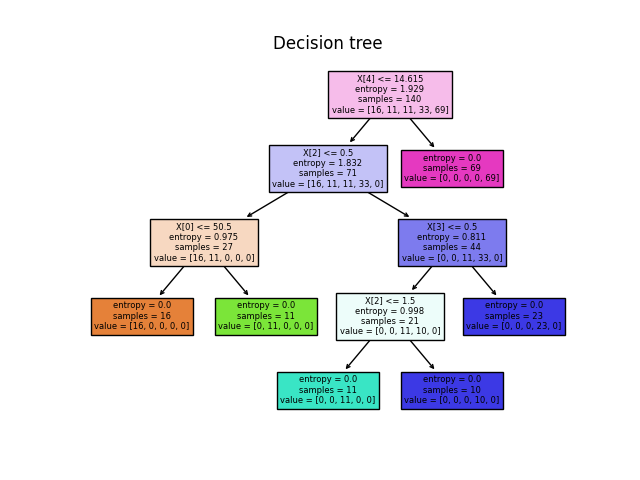 Decision tree
X[4] <= 14.615
entropy = 1.929
samples = 140
value = [16, 11, 11, 33, 69]
X[2] <= 0.5
entropy = 1.832
samples = 71
value = [16, 11, 11, 33, 0]
entropy = 0.0
samples = 69
value = [0, 0, 0, 0, 69]
X[0] <= 50.5
entropy = 0.975
samples = 27
value = [16, 11, 0, 0, 0]
X[3] <= 0.5
entropy = 0.811
samples = 44
value = [0, 0, 11, 33, 0]
entropy = 0.0
samples = 16
value = [16, 0, 0, 0, 0]
entropy = 0.0
samples = 11
value = [0, 11, 0, 0, 0]
X[2] <= 1.5
entropy = 0.998
samples = 21
value = [0, 0, 11, 10, 0]
entropy = 0.0
samples = 23
value = [0, 0, 0, 23, 0]
entropy = 0.0
samples = 11
value = [0, 0, 11, 0, 0]
entropy = 0.0
samples = 10
value = [0, 0, 0, 10, 0]